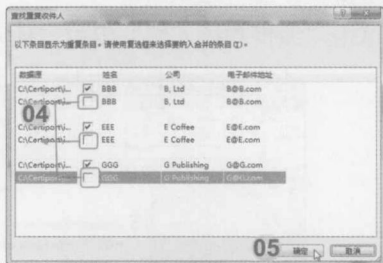 查找重复收件人
以下条目显示为重复条目。请使用复选框来选择要纳入合并的条目(I)。
数据源 姓名 公司 电子邮件地址
C:\Certiport\i... BBB B, Ltd B@B.com
C:\Certiport\i... BBB B, Ltd B@B.com
04
C:\Certiport\i... EEE E Coffee E@E.com
C:\Certiport\i... EEE E Coffee E@E.com
C:\Certiport\i... GGG G Publishing G@G.com
C:\Certiport\i... GGG G Publishing G@G.com
05 确定 取消